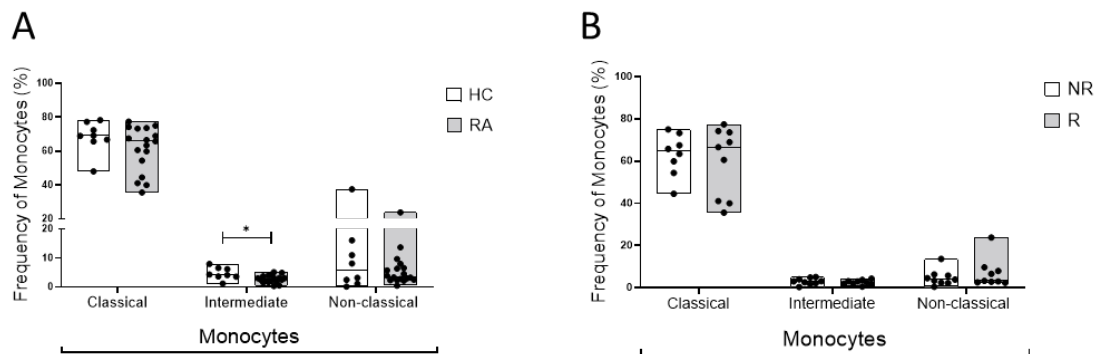 A
Frequency of Monocytes (%)
100
80
60
40
20
20
10
0
*
Classical
Intermediate
Non-classical
Monocytes
HC
RA
B
Frequency of Monocytes (%)
100
80
60
40
20
0
Classical
Intermediate
Non-classical
Monocytes
NR
R